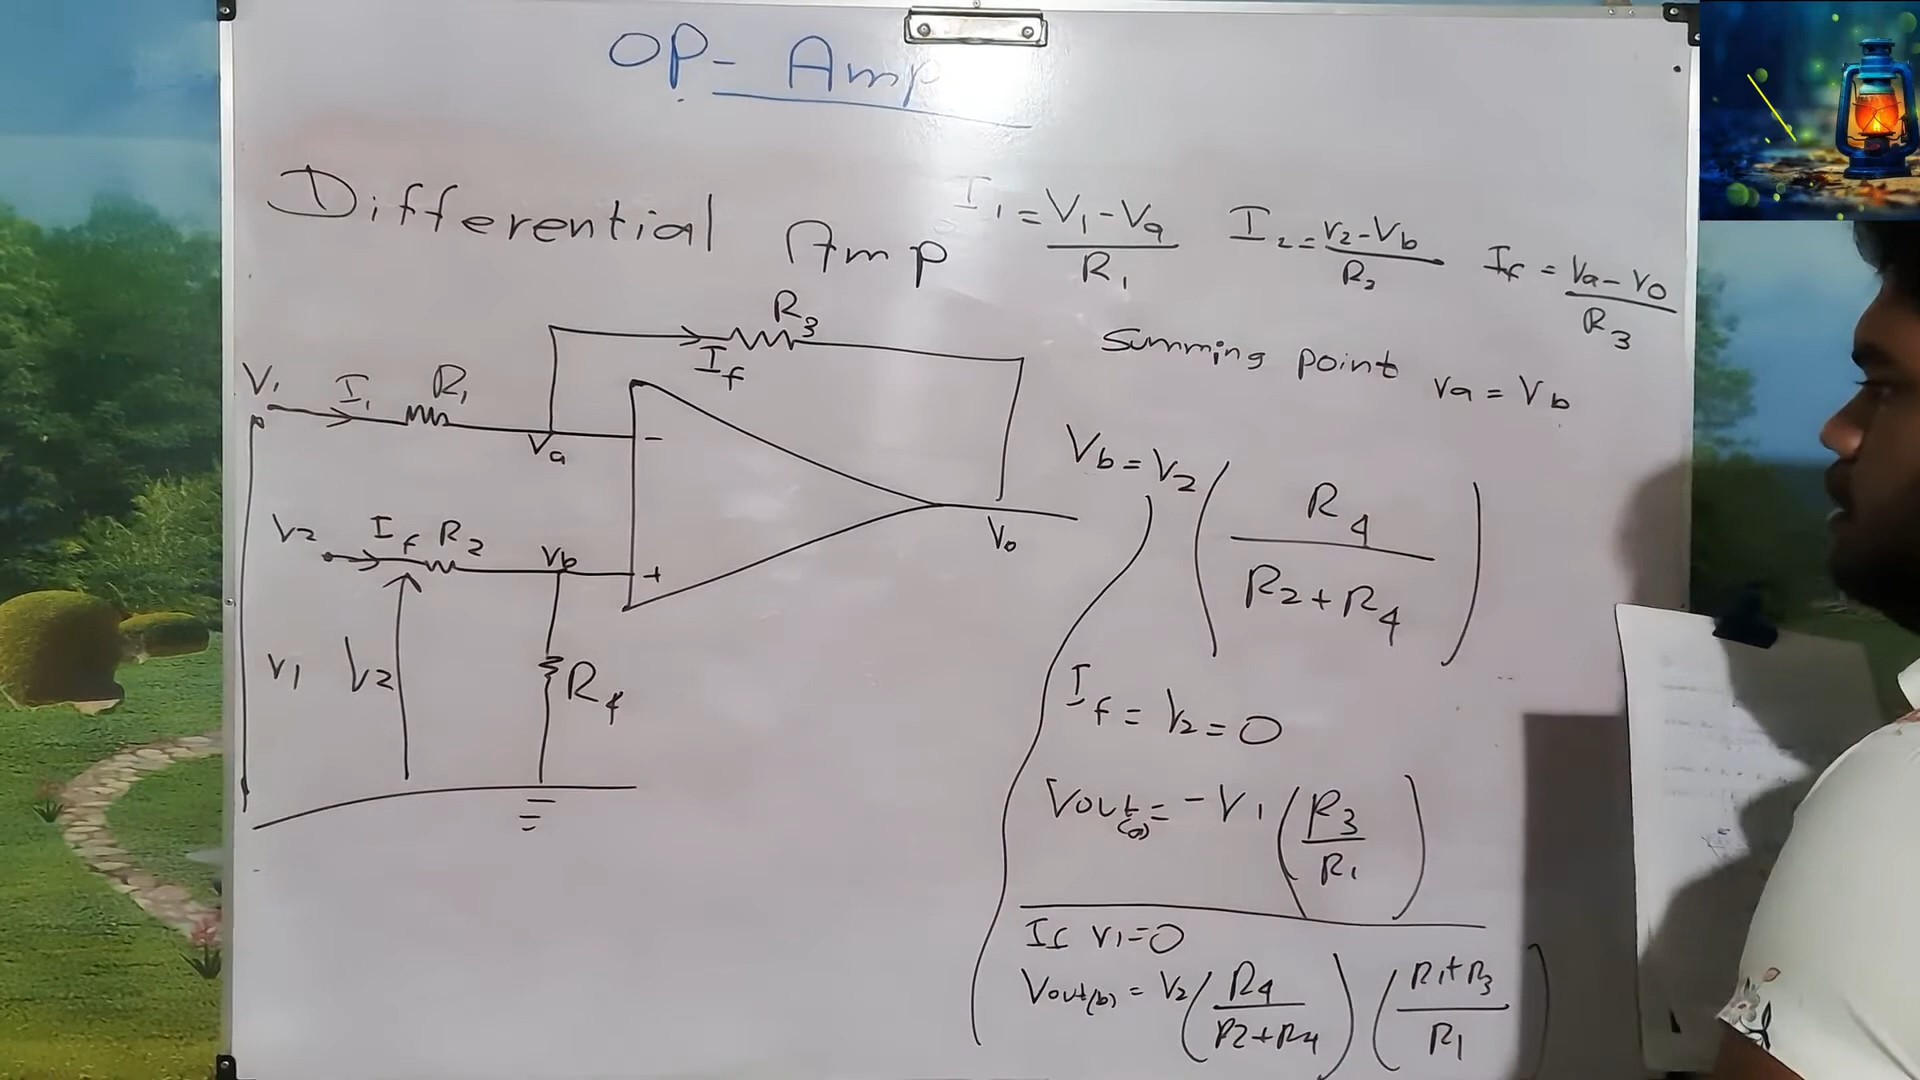 OP- Amp
Differential Amp
I1 = V1 - Va / R1
I2 = V2 - Vb / R2
If = Va - V0 / R3
Summing point Va = Vb
R3
If
V1 I1 R1
Va
-
V2 If R2
Vb
+
V0
V1 V2
R4
Vb = V2 ( R4 / R2 + R4 )
If = V2 = 0
Vout(a) = - V1 ( R3 / R1 )
If V1 = 0
Vout(b) = V2 ( R4 / R2 + R4 ) ( R1 + R3 / R1 )